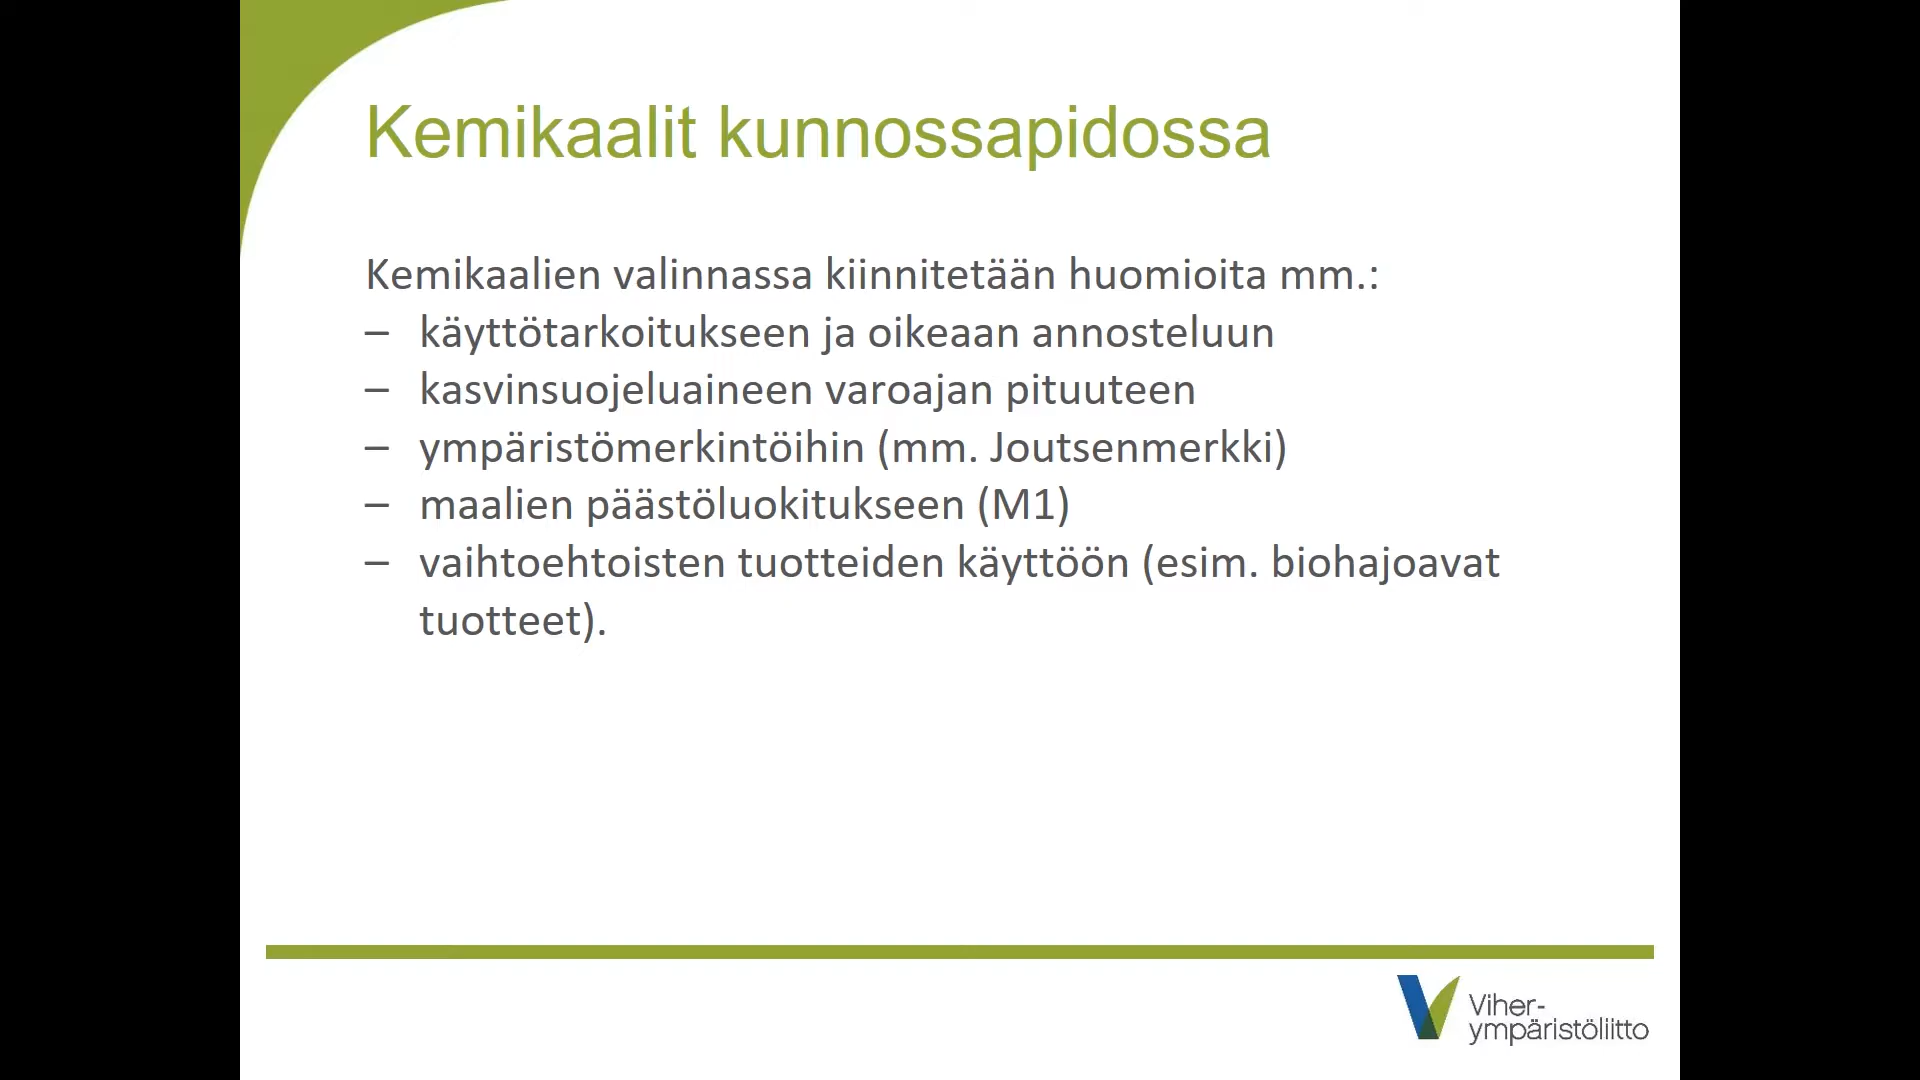 Kemikaalit kunnossapidossa
Kemikaalien valinnassa kiinnitetään huomioita mm.:
– käyttötarkoitukseen ja oikeaan annosteluun
– kasvinsuojeluaineen varoajan pituuteen
– ympäristömerkintöihin (mm. Joutsenmerkki)
– maalien päästöluokitukseen (M1)
– vaihtoehtoisten tuotteiden käyttöön (esim. biohajoavat
tuotteet).
Viher-
ympäristöliitto